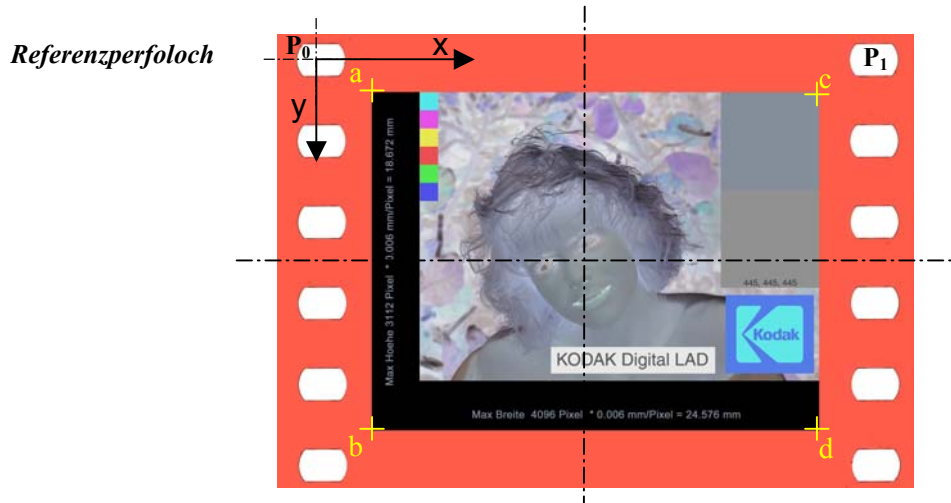 Referenzperfoloch
P0
x
P1
a
c
y
Max Hoehe 3112 Pixel * 0.006 mm/Pixel = 18.672 mm
445, 445, 445
Kodak
KODAK Digital LAD
Max Breite 4096 Pixel * 0.006 mm/Pixel = 24.576 mm
b
d